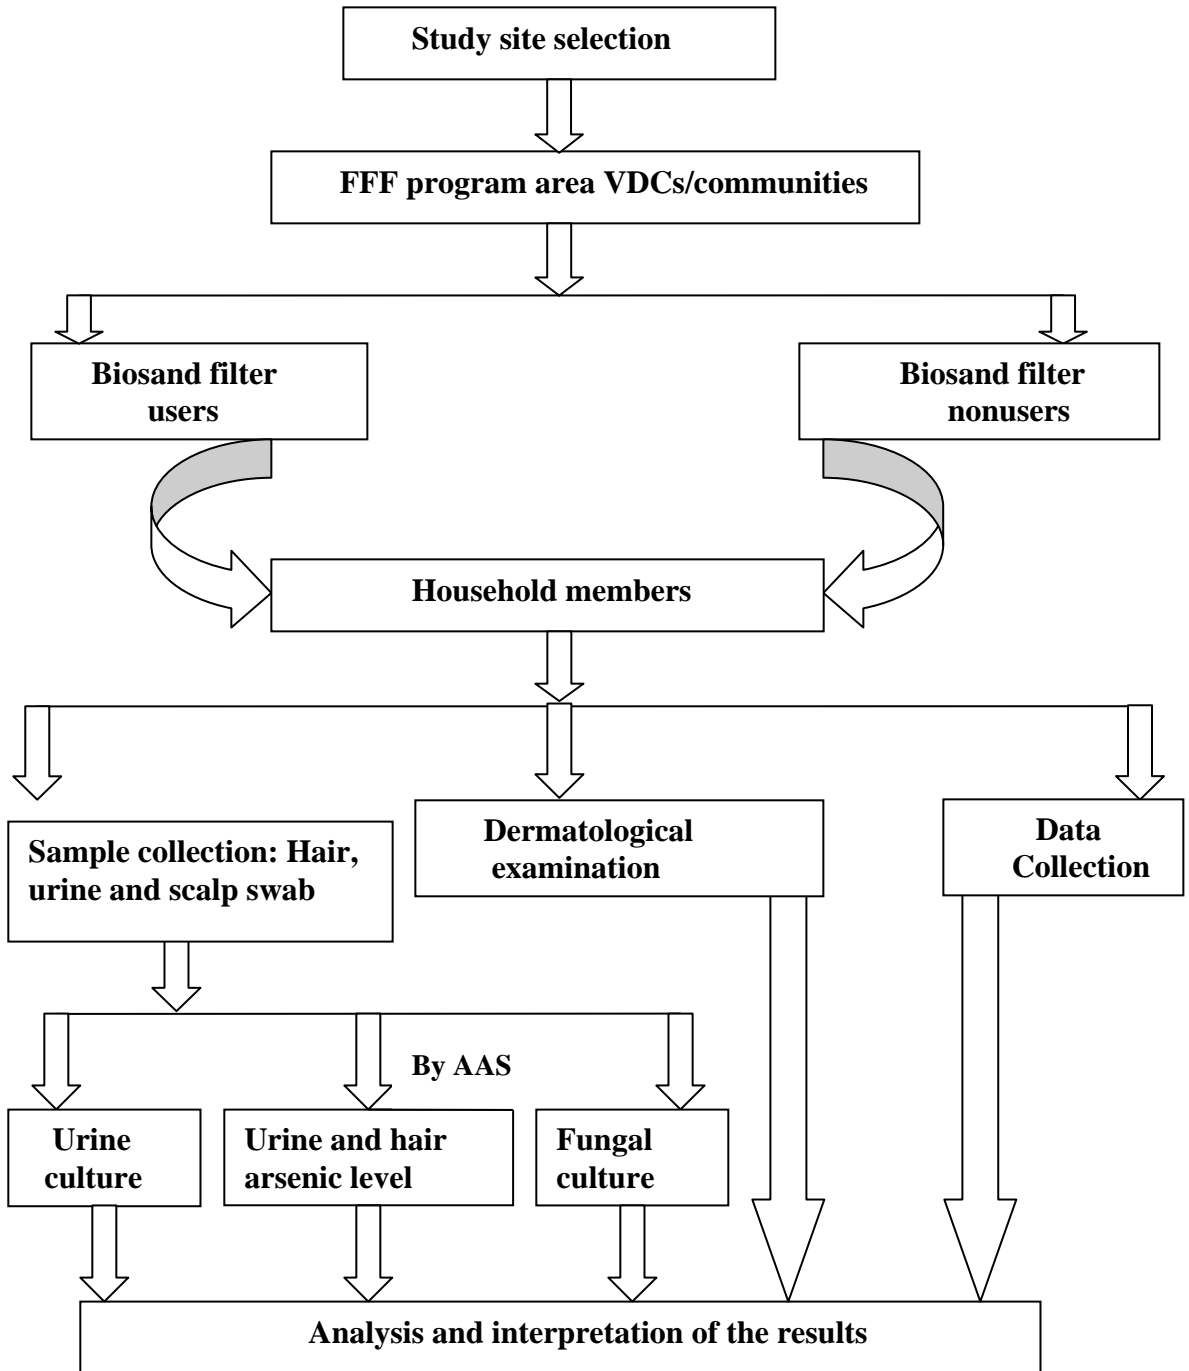 Study site selection
FFF program area VDCs/communities
Biosand filter
users
Biosand filter
nonusers
Household members
Sample collection: Hair,
urine and scalp swab
Dermatological
examination
Data
Collection
By AAS
Urine
culture
Urine and hair
arsenic level
Fungal
culture
Analysis and interpretation of the results